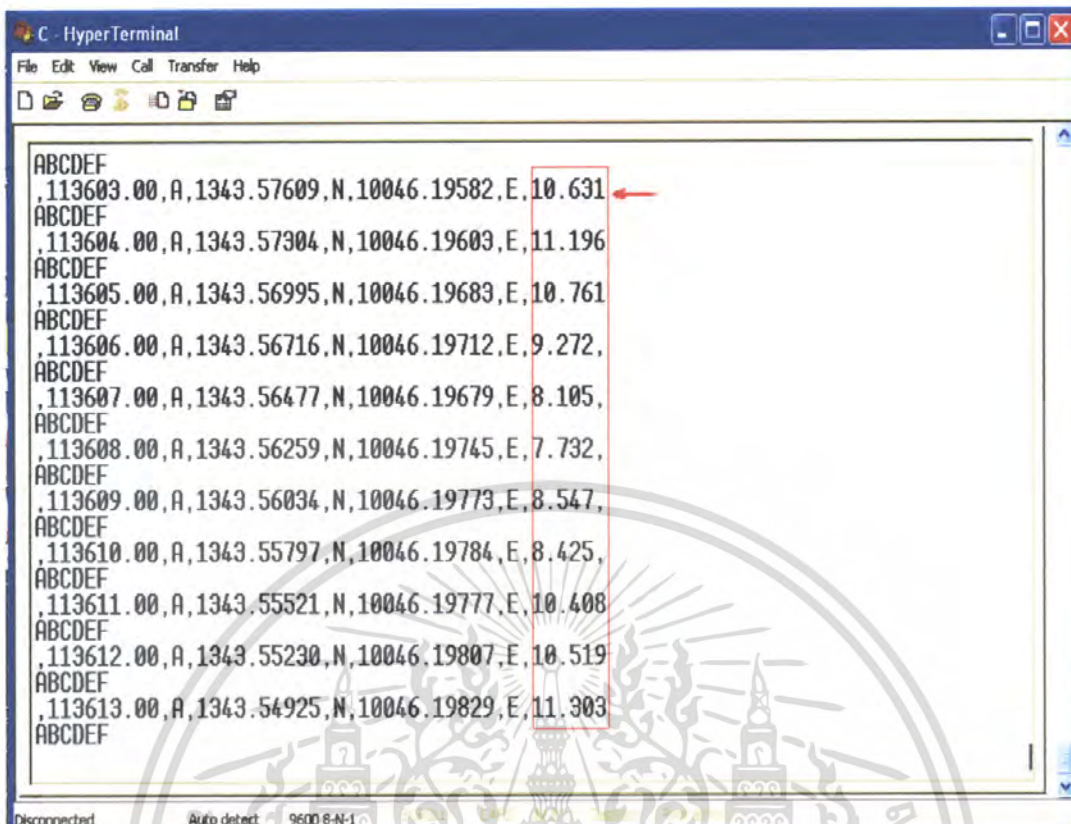 C - HyperTerminal
File Edit View Call Transfer Help
ABCDEF
,113603.00,A,1343.57609,N,10046.19582,E,10.631
ABCDEF
,113604.00,A,1343.57304,N,10046.19603,E,11.196
ABCDEF
,113605.00,A,1343.56995,N,10046.19683,E,10.761
ABCDEF
,113606.00,A,1343.56716,N,10046.19712,E,9.272,
ABCDEF
,113607.00,A,1343.56477,N,10046.19679,E,8.105,
ABCDEF
,113608.00,A,1343.56259,N,10046.19745,E,7.732,
ABCDEF
,113609.00,A,1343.56034,N,10046.19773,E,8.547,
ABCDEF
,113610.00,A,1343.55797,N,10046.19784,E,8.425,
ABCDEF
,113611.00,A,1343.55521,N,10046.19777,E,10.408
ABCDEF
,113612.00,A,1343.55230,N,10046.19807,E,10.519
ABCDEF
,113613.00,A,1343.54925,N,10046.19829,E,11.303
ABCDEF
Disconnected Auto detect 9600 8-N-1